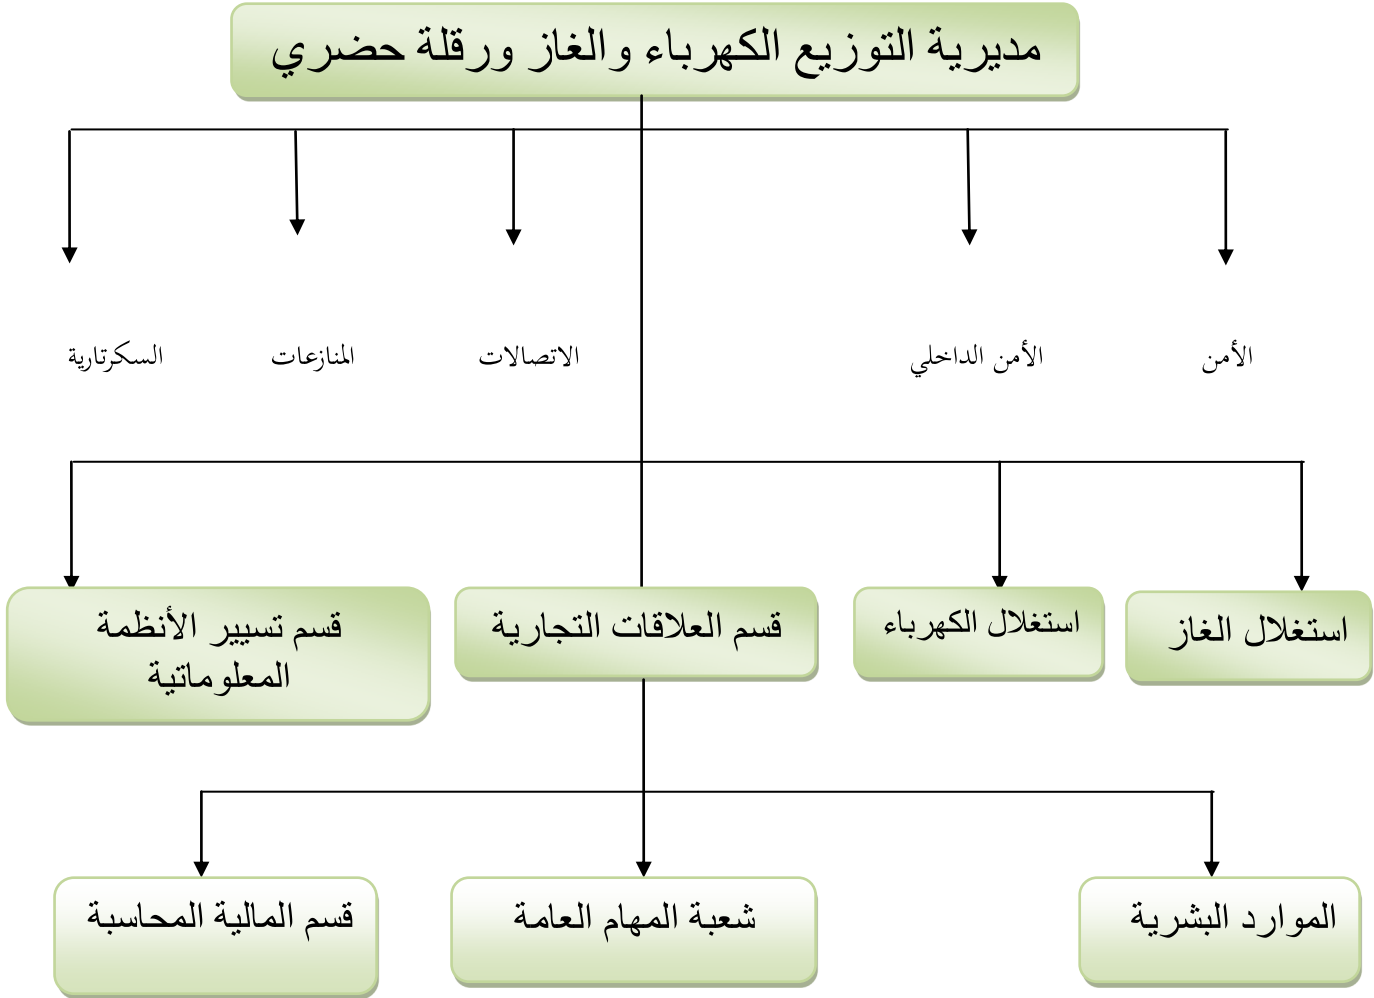 مديرية التوزيع الكهرباء والغاز ورقلة حضري
الأمن
الأمن الداخلي
الاتصالات
المنازعات
السكرتارية
استغلال الغاز
استغلال الكهرباء
قسم العلاقات التجارية
قسم تسيير الأنظمة
المعلوماتية
الموارد البشرية
شعبة المهام العامة
قسم المالية المحاسبة